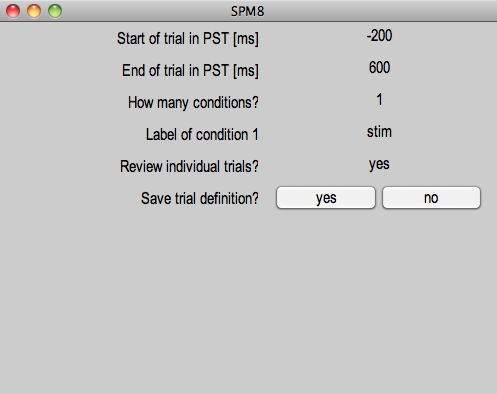 SPM8
Start of trial in PST [ms] -200
End of trial in PST [ms] 600
How many conditions? 1
Label of condition 1 stim
Review individual trials? yes
Save trial definition? yes no